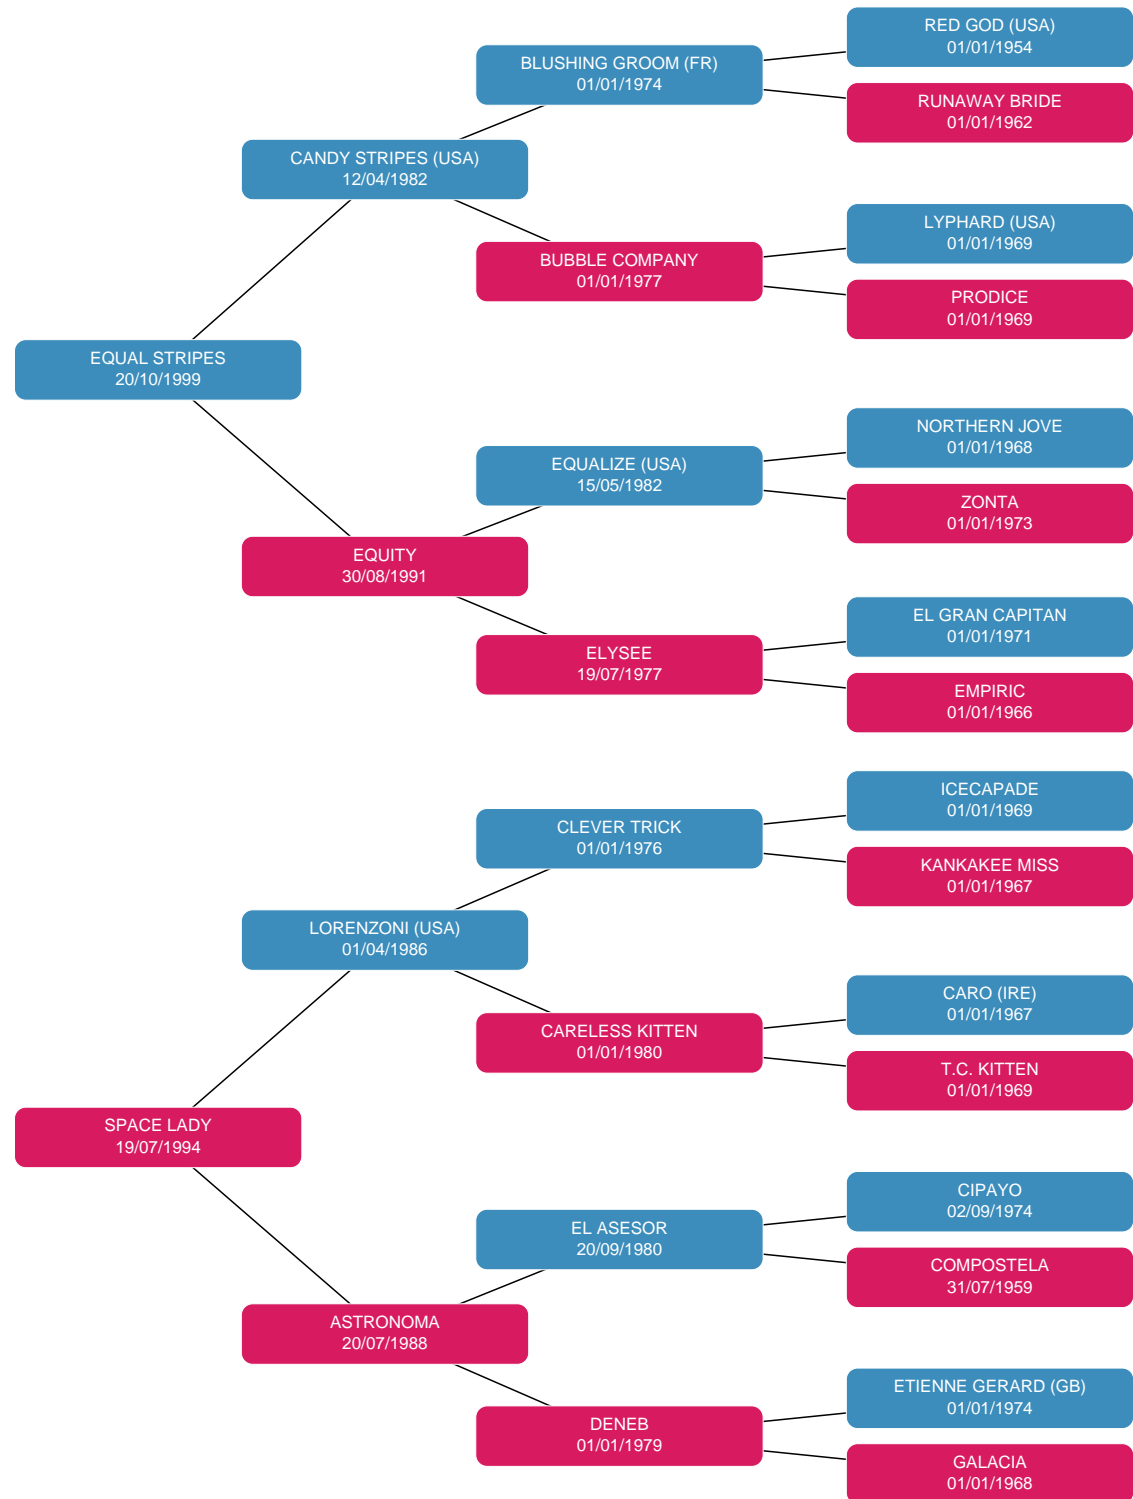 RED GOD (USA)
01/01/1954
BLUSHING GROOM (FR)
01/01/1974
RUNAWAY BRIDE
01/01/1962
CANDY STRIPES (USA)
12/04/1982
LYPHARD (USA)
01/01/1969
BUBBLE COMPANY
01/01/1977
PRODICE
01/01/1969
EQUAL STRIPES
20/10/1999
NORTHERN JOVE
01/01/1968
EQUALIZE (USA)
15/05/1982
ZONTA
01/01/1973
EQUITY
30/08/1991
EL GRAN CAPITAN
01/01/1971
ELYSEE
19/07/1977
EMPIRIC
01/01/1966
ICECAPADE
01/01/1969
CLEVER TRICK
01/01/1976
KANKAKEE MISS
01/01/1967
LORENZONI (USA)
01/04/1986
CARO (IRE)
01/01/1967
CARELESS KITTEN
01/01/1980
T.C. KITTEN
01/01/1969
SPACE LADY
19/07/1994
CIPAYO
02/09/1974
EL ASESOR
20/09/1980
COMPOSTELA
31/07/1959
ASTRONOMA
20/07/1988
ETIENNE GERARD (GB)
01/01/1974
DENEB
01/01/1979
GALACIA
01/01/1968